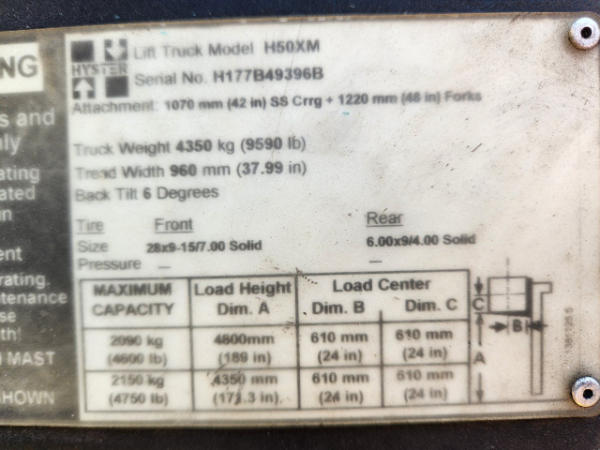 NG
s and
ly
ating
ated
n
ent
rating.
tenance
se
th!
MAST
SHOWN
HYSTER
Lift Truck Model H50XM
Serial No. H177B49396B
Attachment: 1070 mm (42 in) SS Crrg + 1220 mm (48 in) Forks
Truck Weight 4350 kg (9590 lb)
Tread Width 960 mm (37.99 in)
Back Tilt 6 Degrees
Tire Front Rear
Size 28x9-15/7.00 Solid 6.00x9/4.00 Solid
Pressure — —
MAXIMUM CAPACITY Load Height Dim. A Load Center Dim. B Dim. C
2090 kg 4800mm 610 mm 610 mm
(4600 lb) (189 in) (24 in) (24 in)
2150 kg 4350 mm 610 mm 610 mm
(4750 lb) (171.3 in) (24 in) (24 in)
C
B
A